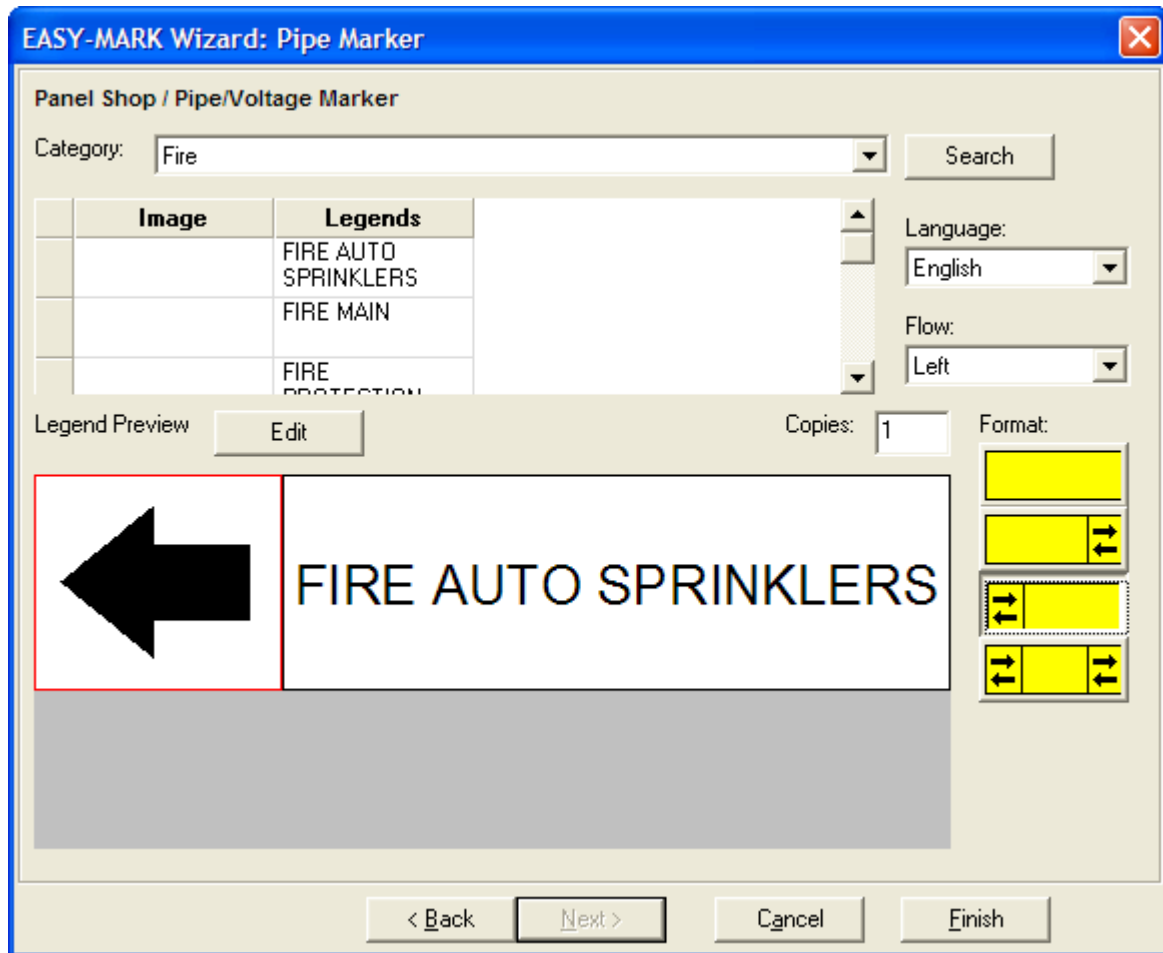 EASY-MARK Wizard: Pipe Marker
Panel Shop / Pipe/Voltage Marker
Category:
Fire
Search
Image
Legends
FIRE AUTO
SPRINKLERS
FIRE MAIN
FIRE
PROTECTION
Language:
English
Flow:
Left
Legend Preview
Edit
Copies:
1
Format:
FIRE AUTO SPRINKLERS
< Back
Next >
Cancel
Finish